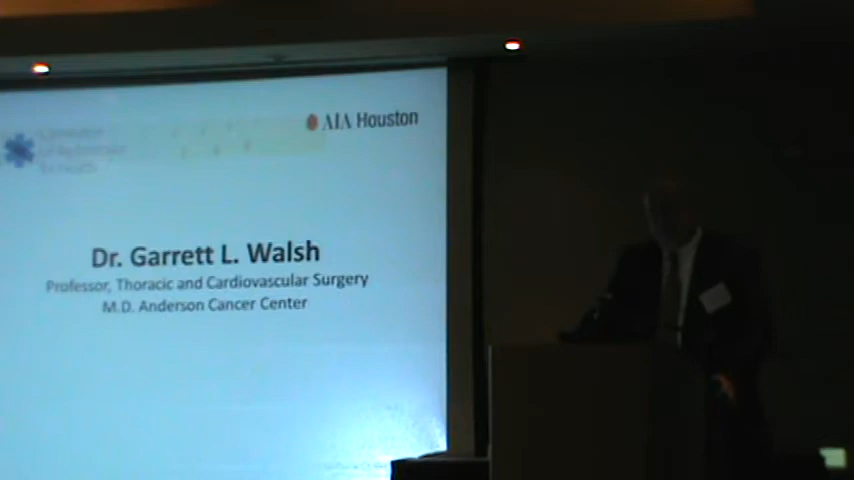 AIA Houston
Dr. Garrett L. Walsh
Professor, Thoracic and Cardiovascular Surgery
M.D. Anderson Cancer Center